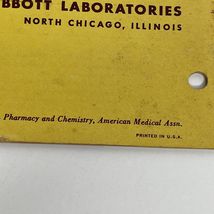 BBOTT LABORATORIES
NORTH CHICAGO, ILLINOIS
Pharmacy and Chemistry, American Medical Assn.
PRINTED IN U.S.A.